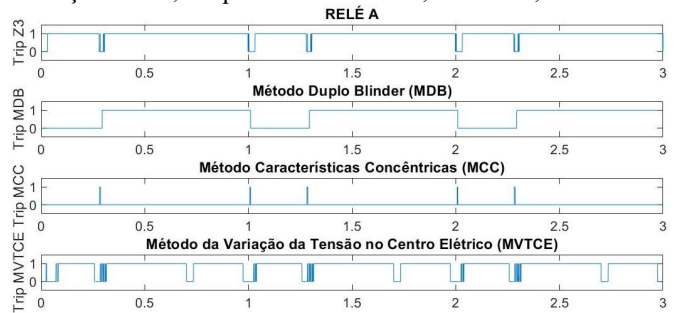 RELÉ A
Trip Z3
1
0
0 0.5 1 1.5 2 2.5 3
Método Duplo Blinder (MDB)
Trip MDB
1
0
0 0.5 1 1.5 2 2.5 3
Método Características Concêntricas (MCC)
Trip MCC
1
0
0 0.5 1 1.5 2 2.5 3
Método da Variação da Tensão no Centro Elétrico (MVTCE)
Trip MVTCE
1
0
0 0.5 1 1.5 2 2.5 3